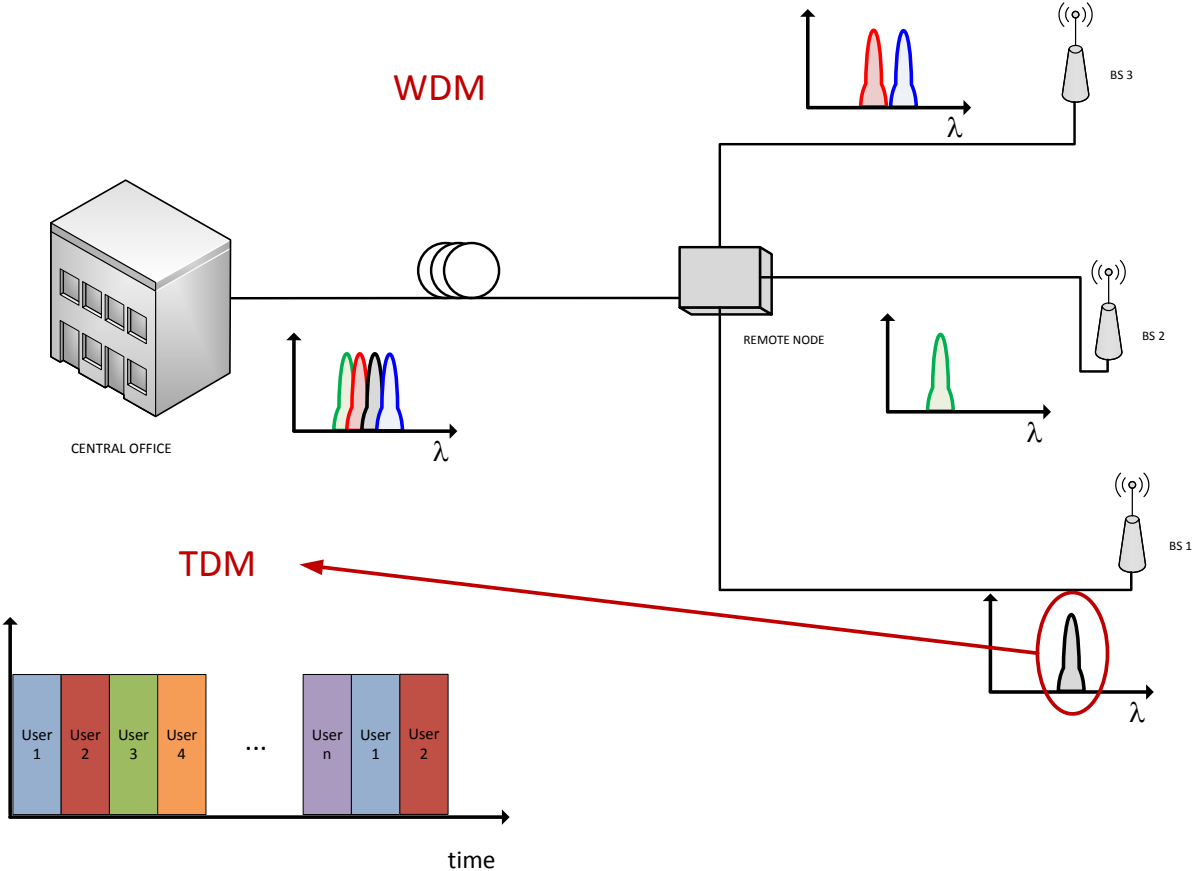 WDM
BS 3
λ
REMOTE NODE
BS 2
λ
CENTRAL OFFICE
λ
BS 1
TDM
λ
User
1
User
2
User
3
User
4
...
User
n
User
1
User
2
time